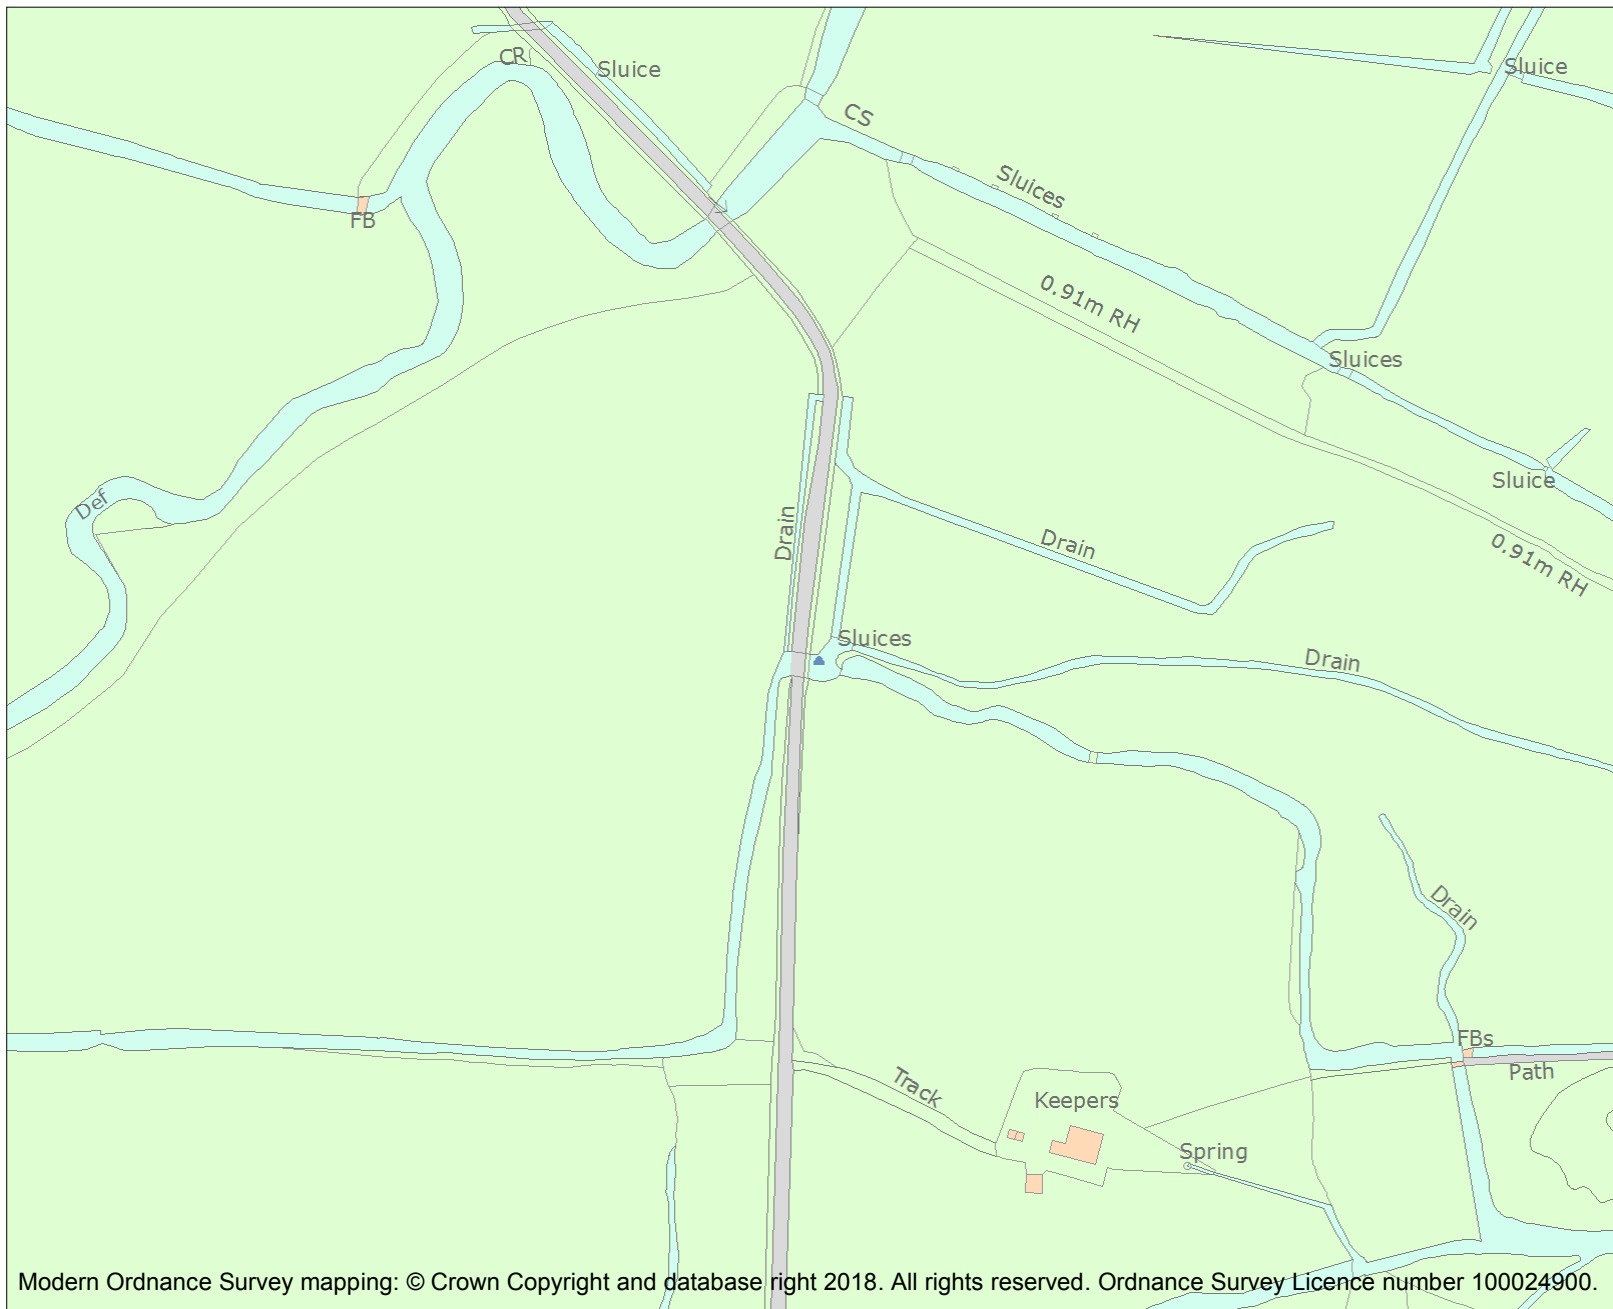 CR
Sluice
Sluice
CS
Sluices
FB
0.91m RH
Sluices
Sluice
Def
Drain
Drain
0.91m RH
Sluices
Drain
Drain
FBs
Path
Track
Keepers
Spring
Modern Ordnance Survey mapping: © Crown Copyright and database right 2018. All rights reserved. Ordnance Survey Licence number 100024900.